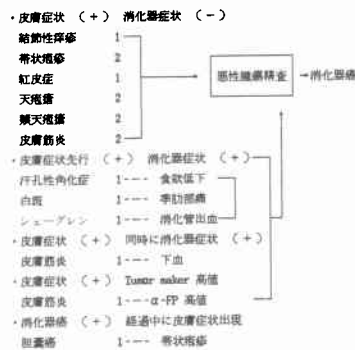 ・皮膚症状（＋）消化器症状（－）
結節性痒疹 1
帯状疱疹 2
紅皮症 1
天疱瘡 2
類天疱瘡 2
皮膚筋炎 2
悪性腫瘍精査 → 消化器癌
・皮膚症状先行（＋）消化器症状（＋）
汗孔性角化症 1---- 食欲低下
白斑 1---- 季肋部痛
シェーグレン 1---- 消化管出血
・皮膚症状（＋）同時に消化器症状（＋）
皮膚筋炎 1---- 下血
・皮膚症状（＋）Tumor maker 高値
皮膚筋炎 1---- α-FP 高値
・消化器癌（＋）経過中に皮膚症状出現
胆嚢癌 1---- 帯状疱疹